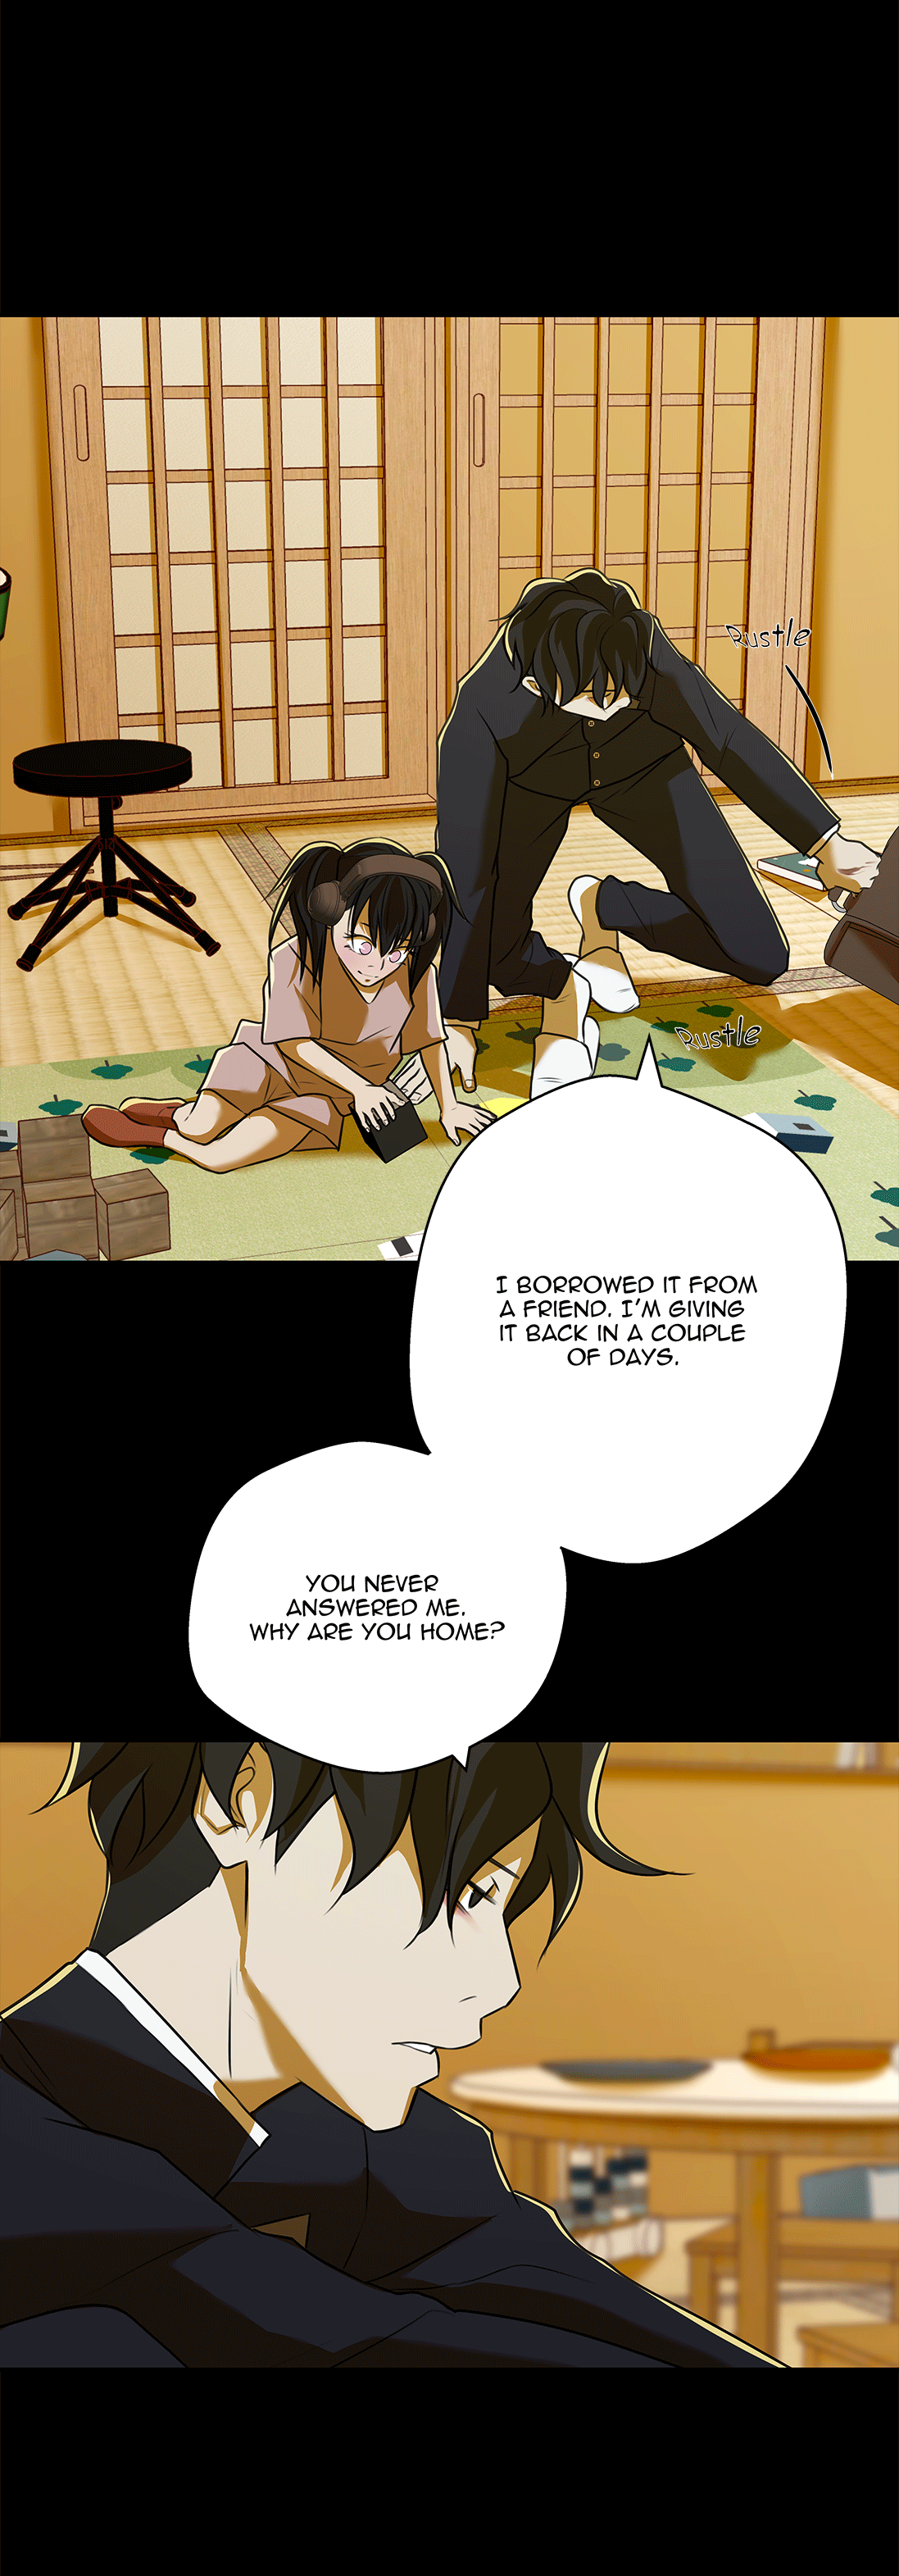 Rustle
Rustle
I BORROWED IT FROM
A FRIEND. I'M GIVING
IT BACK IN A COUPLE
OF DAYS.
YOU NEVER
ANSWERED ME.
WHY ARE YOU HOME?